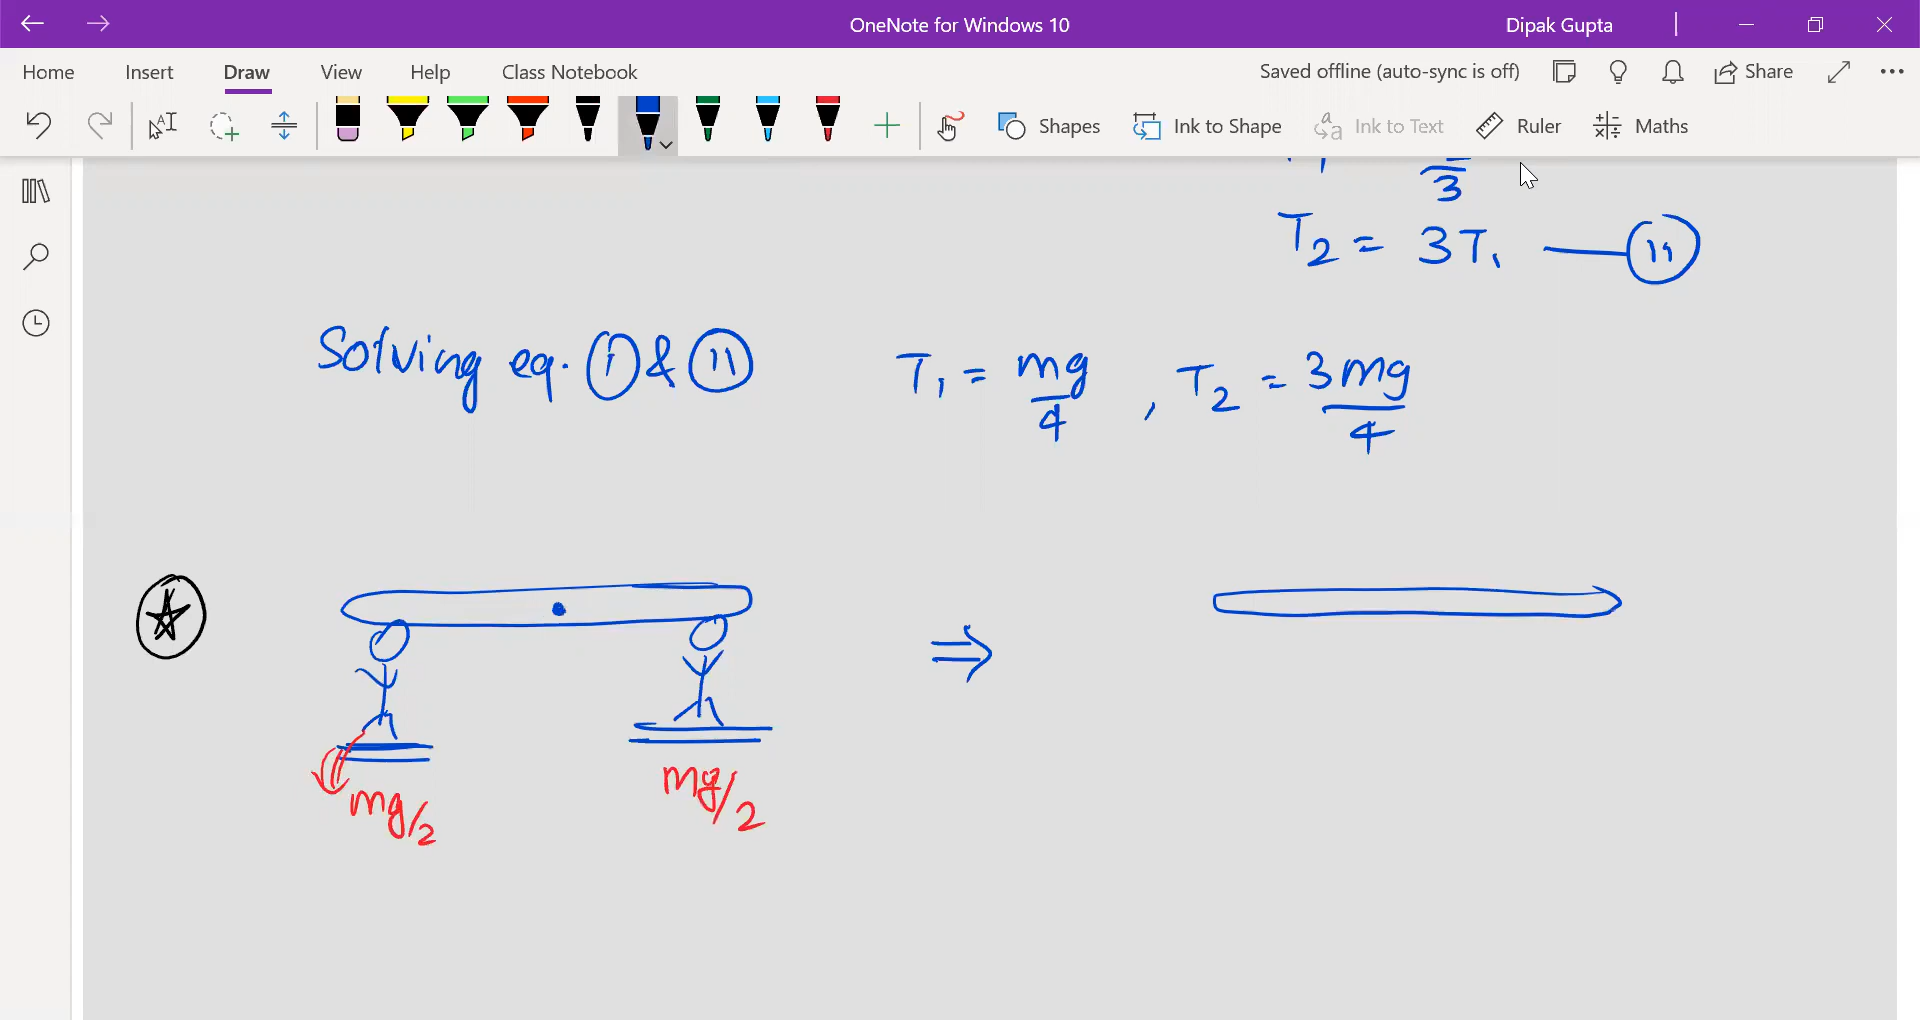 OneNote for Windows 10
Dipak Gupta
Home Insert Draw View Help Class Notebook
Saved offline (auto-sync is off) Share
Shapes Ink to Shape Ink to Text Ruler Maths
3
T₂ = 3T₁ — (II)
Solving eq. (I) & (II) T₁ = mg/4 , T₂ = 3mg/4
mg/2 mg/2